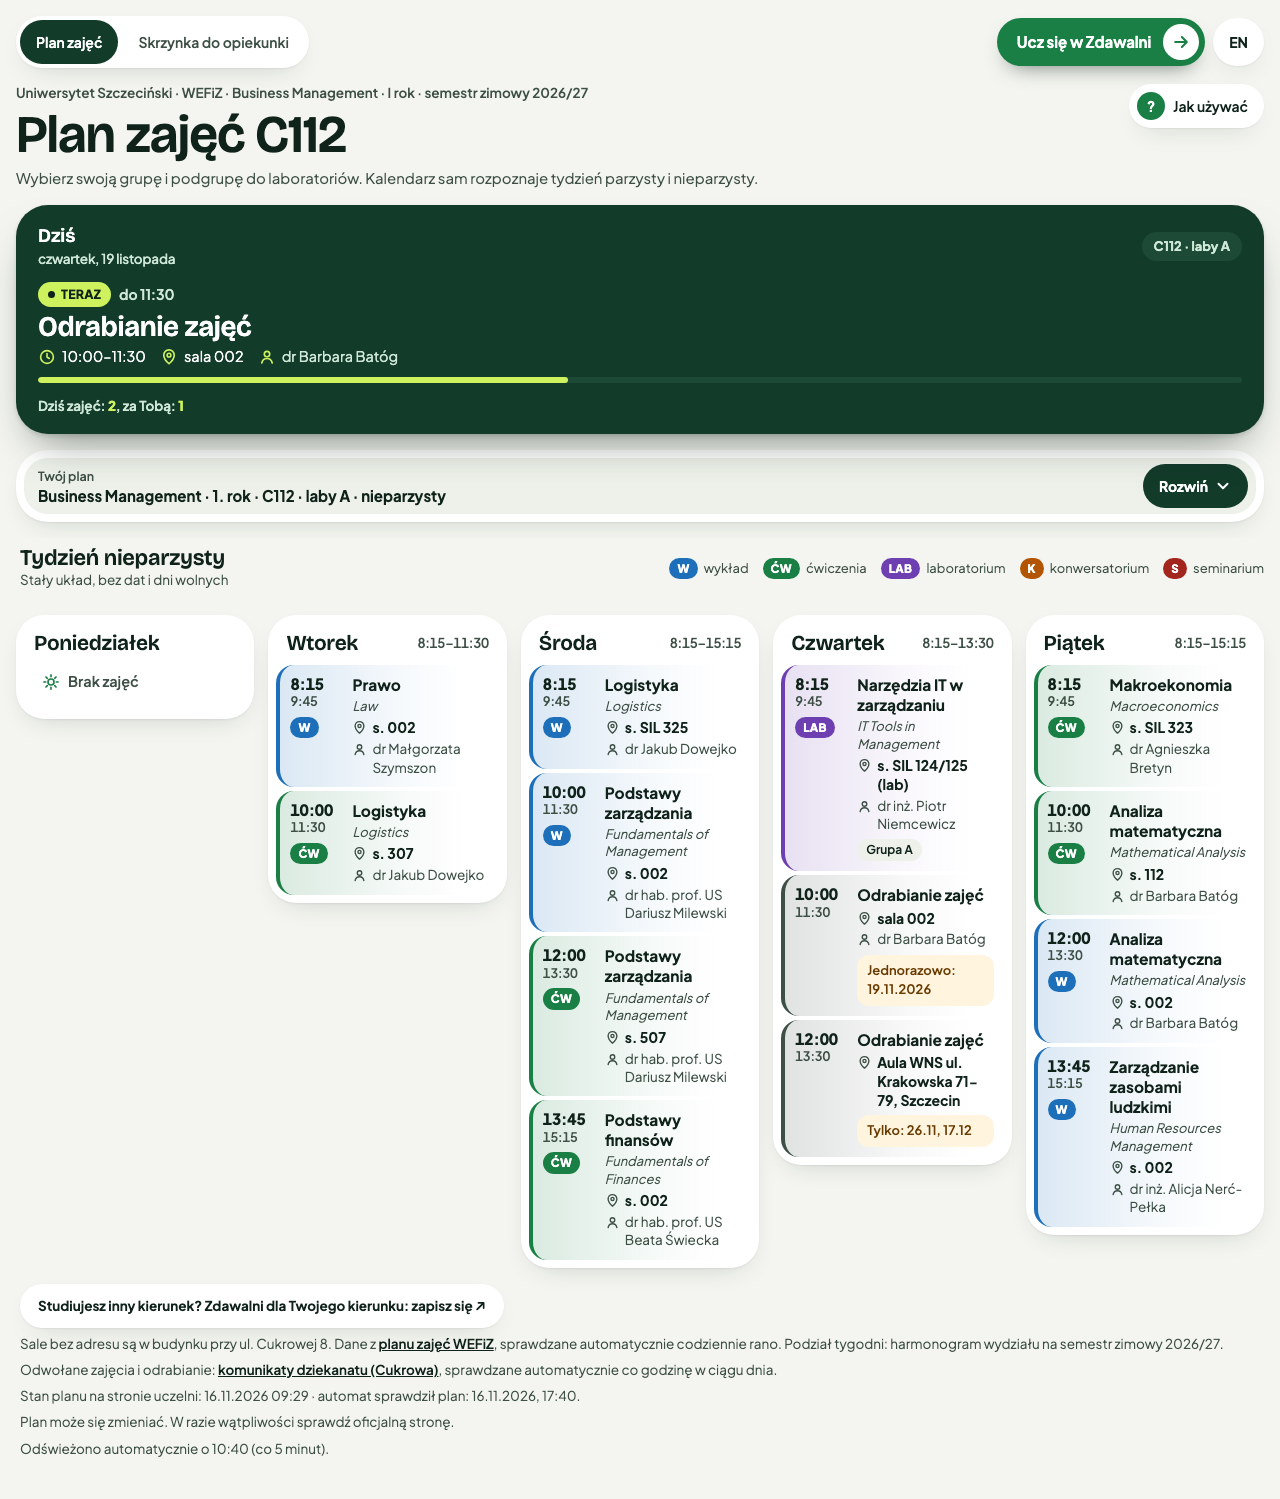 Plan zajęć
Skrzynka do opiekunki
Ucz się w Zdawalni
EN
Uniwersytet Szczeciński · WEFiZ · Business Management · I rok · semestr zimowy 2026/27
Plan zajęć C112
? Jak używać
Wybierz swoją grupę i podgrupę do laboratoriów. Kalendarz sam rozpoznaje tydzień parzysty i nieparzysty.
Dziś
czwartek, 19 listopada
C112 · laby A
TERAZ do 11:30
Odrabianie zajęć
10:00–11:30 sala 002 dr Barbara Batóg
Dziś zajęć: 2, za Tobą: 1
Twój plan
Business Management · 1. rok · C112 · laby A · nieparzysty
Rozwiń
Tydzień nieparzysty
Stały układ, bez dat i dni wolnych
W wykład ĆW ćwiczenia LAB laboratorium K konwersatorium S seminarium
Poniedziałek
Brak zajęć
Wtorek 8:15–11:30
8:15 Prawo
9:45 Law
W s. 002
dr Małgorzata
Szymszon
10:00 Logistyka
11:30 Logistics
ĆW s. 307
dr Jakub Dowejko
Środa 8:15–15:15
8:15 Logistyka
9:45 Logistics
W s. SIL 325
dr Jakub Dowejko
10:00 Podstawy
11:30 zarządzania
W Fundamentals of
Management
s. 002
dr hab. prof. US
Dariusz Milewski
12:00 Podstawy
13:30 zarządzania
ĆW Fundamentals of
Management
s. 507
dr hab. prof. US
Dariusz Milewski
13:45 Podstawy
15:15 finansów
ĆW Fundamentals of
Finances
s. 002
dr hab. prof. US
Beata Świecka
Czwartek 8:15–13:30
8:15 Narzędzia IT w
9:45 zarządzaniu
LAB IT Tools in
Management
s. SIL 124/125
(lab)
dr inż. Piotr
Niemcewicz
Grupa A
10:00 Odrabianie zajęć
11:30 sala 002
dr Barbara Batóg
Jednorazowo:
19.11.2026
12:00 Odrabianie zajęć
13:30 Aula WNS ul.
Krakowska 71–
79, Szczecin
Tylko: 26.11, 17.12
Piątek 8:15–15:15
8:15 Makroekonomia
9:45 Macroeconomics
ĆW s. SIL 323
dr Agnieszka
Bretyn
10:00 Analiza
11:30 matematyczna
ĆW Mathematical Analysis
s. 112
dr Barbara Batóg
12:00 Analiza
13:30 matematyczna
W Mathematical Analysis
s. 002
dr Barbara Batóg
13:45 Zarządzanie
15:15 zasobami
W ludzkimi
Human Resources
Management
s. 002
dr inż. Alicja Nerć-
Pełka
Studiujesz inny kierunek? Zdawalni dla Twojego kierunku: zapisz się ↗
Sale bez adresu są w budynku przy ul. Cukrowej 8. Dane z planu zajęć WEFiZ, sprawdzane automatycznie codziennie rano. Podział tygodni: harmonogram wydziału na semestr zimowy 2026/27.
Odwołane zajęcia i odrabianie: komunikaty dziekanatu (Cukrowa), sprawdzane automatycznie co godzinę w ciągu dnia.
Stan planu na stronie uczelni: 16.11.2026 09:29 · automat sprawdził plan: 16.11.2026, 17:40.
Plan może się zmieniać. W razie wątpliwości sprawdź oficjalną stronę.
Odświeżono automatycznie o 10:40 (co 5 minut).